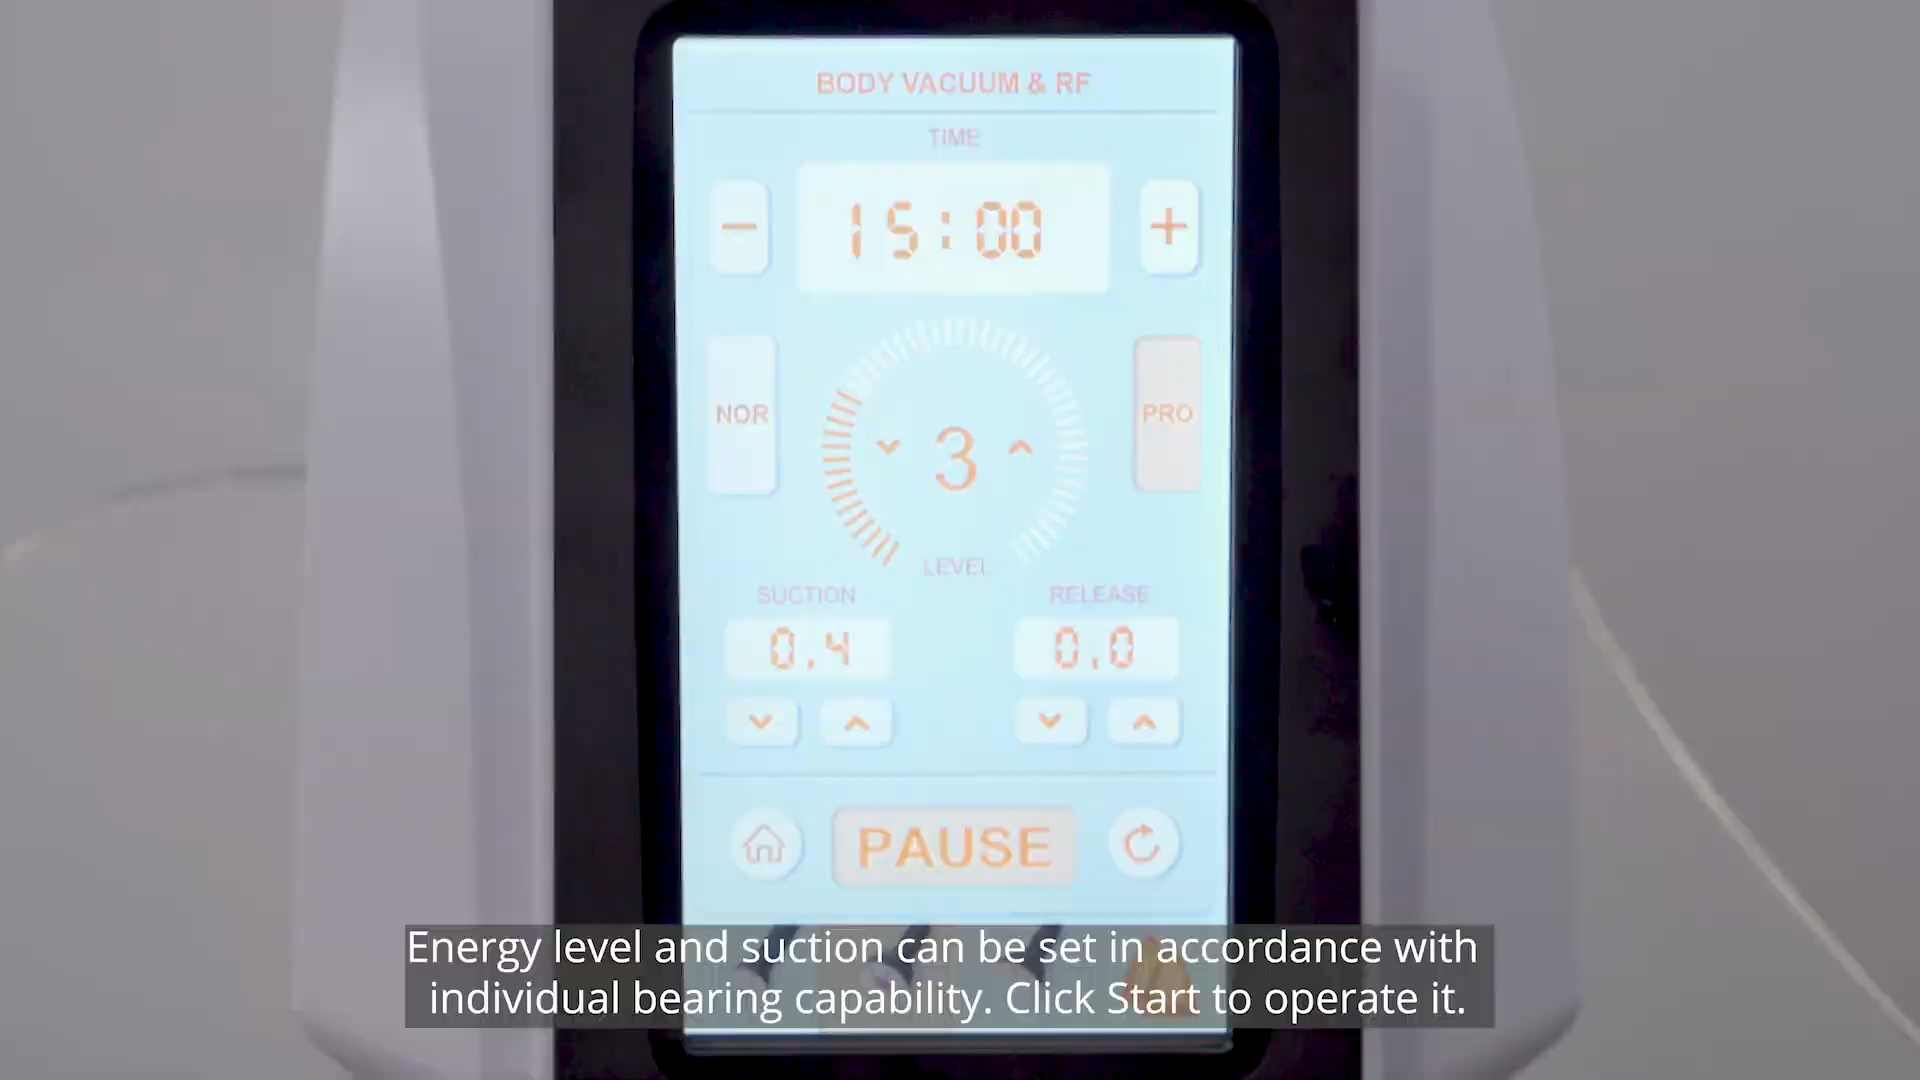 BODY VACUUM & RF
TIME
15:00
NOR
PRO
3
LEVEL
SUCTION
RELEASE
0.4
0.0
PAUSE
Energy level and suction can be set in accordance with
individual bearing capability. Click Start to operate it.